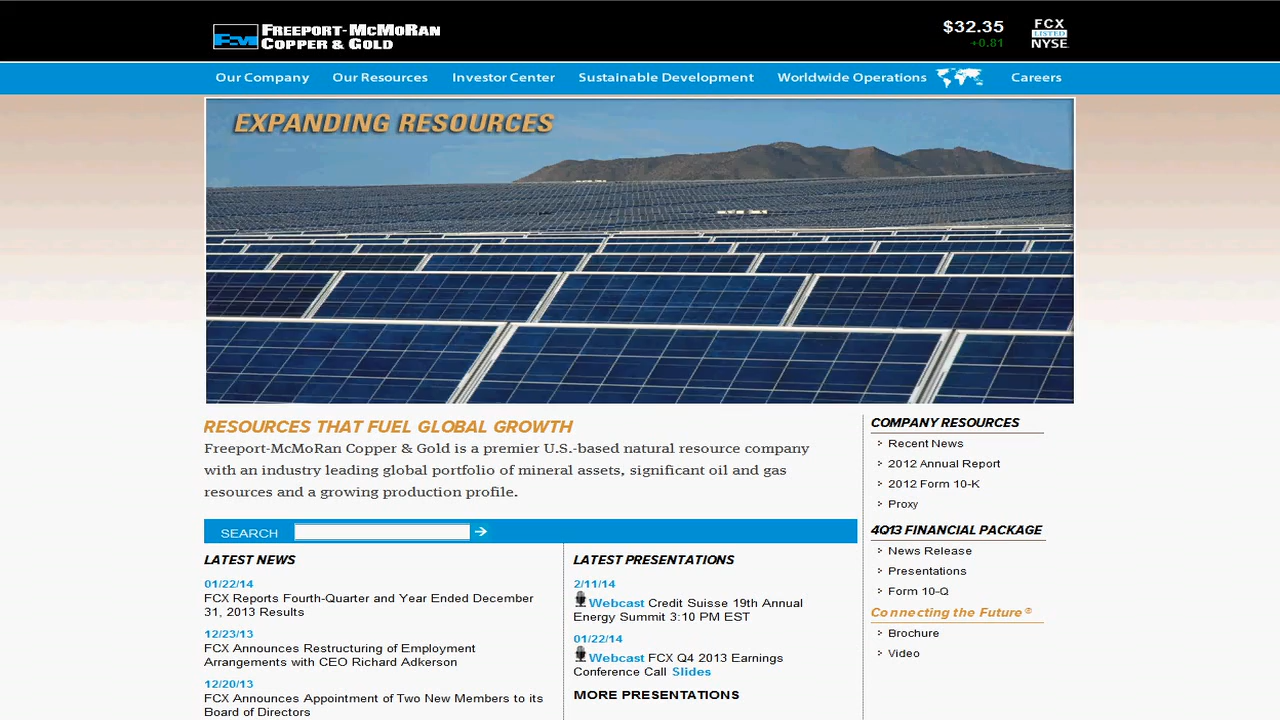 FREEPORT-MCMORAN
COPPER & GOLD
$32.35
+0.81
FCX
LISTED
NYSE
Our Company
Our Resources
Investor Center
Sustainable Development
Worldwide Operations
Careers
EXPANDING RESOURCES
RESOURCES THAT FUEL GLOBAL GROWTH
Freeport-McMoRan Copper & Gold is a premier U.S.-based natural resource company
with an industry leading global portfolio of mineral assets, significant oil and gas
resources and a growing production profile.
SEARCH
LATEST NEWS
01/22/14
FCX Reports Fourth-Quarter and Year Ended December
31, 2013 Results
12/23/13
FCX Announces Restructuring of Employment
Arrangements with CEO Richard Adkerson
12/20/13
FCX Announces Appointment of Two New Members to its
Board of Directors
LATEST PRESENTATIONS
2/11/14
Webcast Credit Suisse 19th Annual
Energy Summit 3:10 PM EST
01/22/14
Webcast FCX Q4 2013 Earnings
Conference Call Slides
MORE PRESENTATIONS
COMPANY RESOURCES
Recent News
2012 Annual Report
2012 Form 10-K
Proxy
4Q13 FINANCIAL PACKAGE
News Release
Presentations
Form 10-Q
Connecting the Future®
Brochure
Video